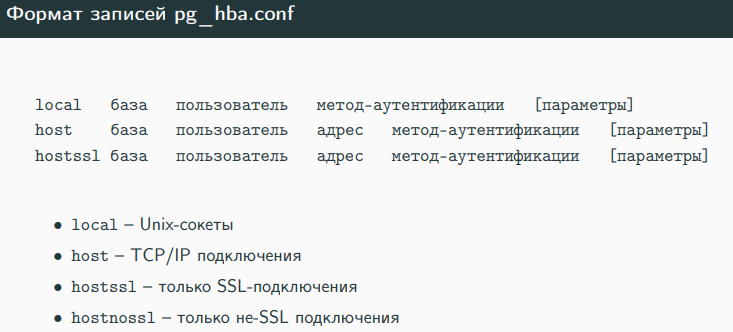 Формат записей pg_hba.conf
local база пользователь метод-аутентификации [параметры]
host база пользователь адрес метод-аутентификации [параметры]
hostssl база пользователь адрес метод-аутентификации [параметры]
• local – Unix-сокеты
• host – TCP/IP подключения
• hostssl – только SSL-подключения
• hostnossl – только не-SSL подключения